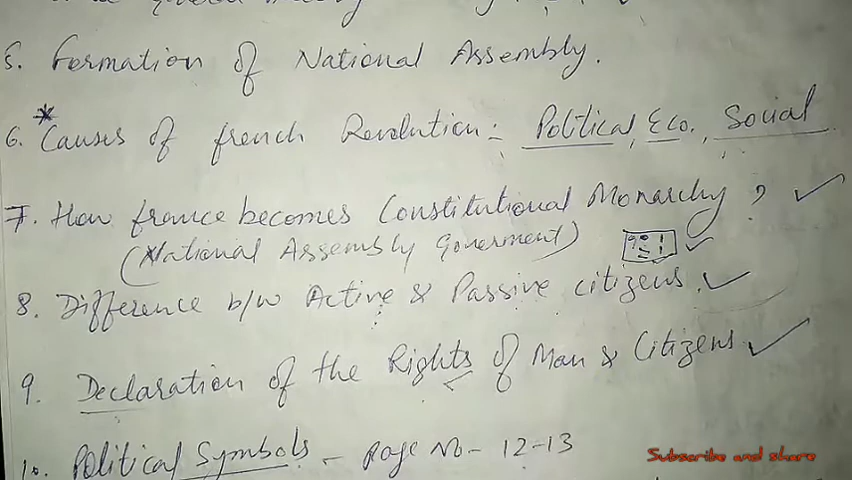 5. Formation of National Assembly.
6. *Causes of french Revolution:- Political, Eco., Social
7. How france becomes Constitutional Monarchy?
(National Assembly Goverment)
8. Difference b/w Active & Passive citizens.
9. Declaration of the Rights of Man & Citizens
10. Political Symbols - Page No- 12-13
Subscribe and share